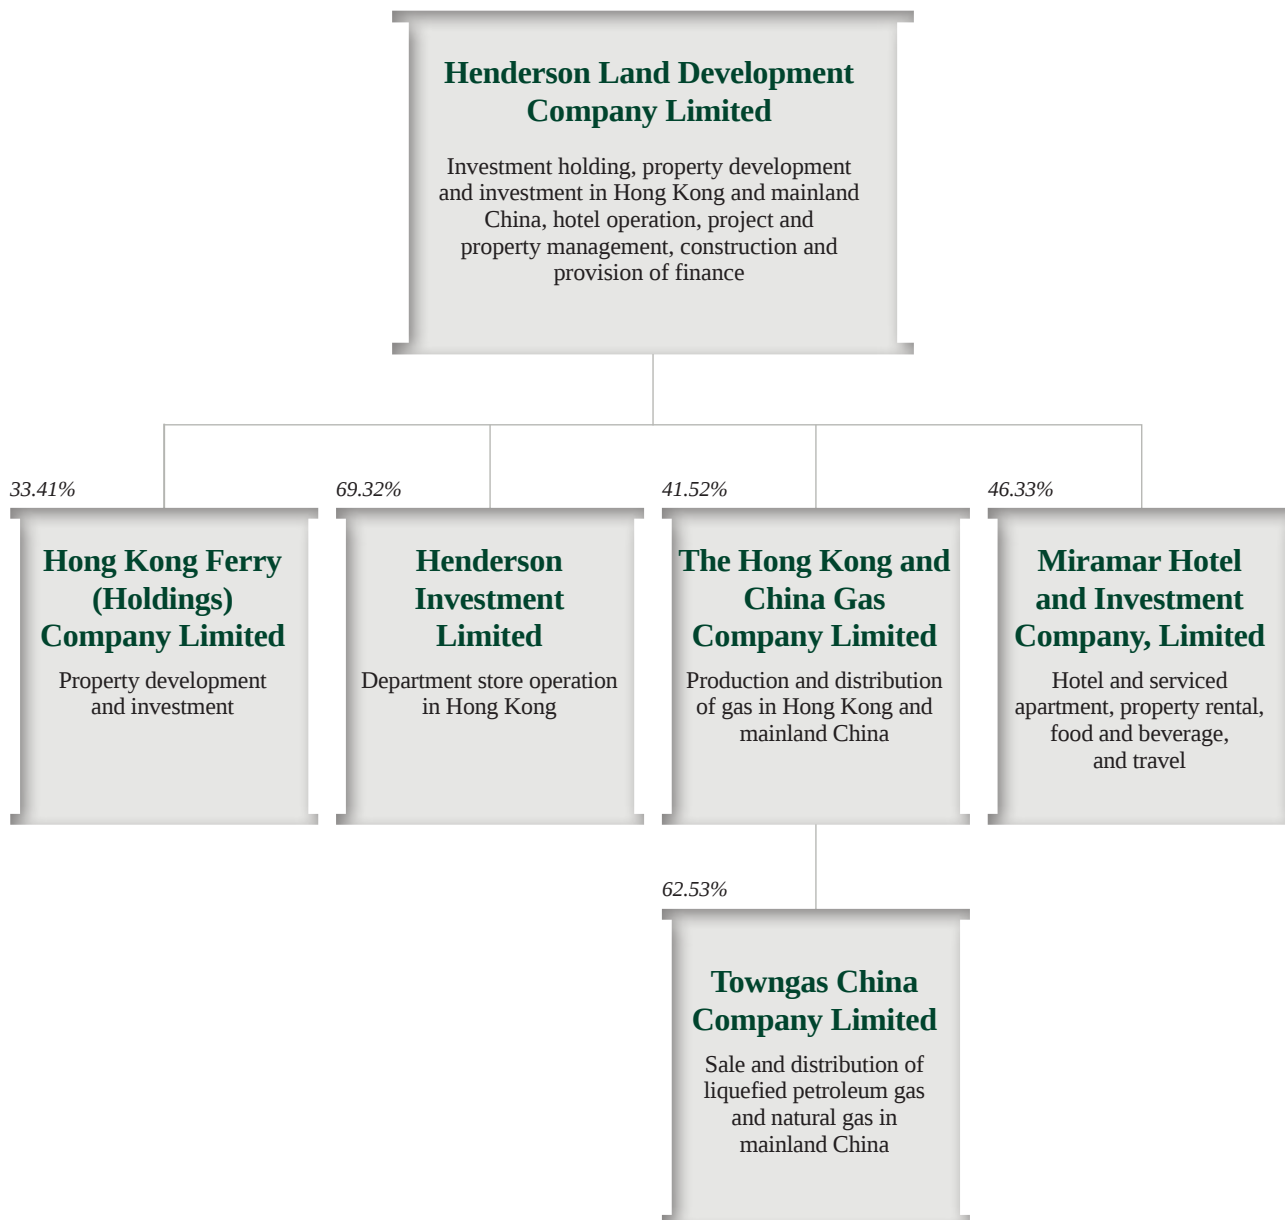 Henderson Land Development
Company Limited
Investment holding, property development
and investment in Hong Kong and mainland
China, hotel operation, project and
property management, construction and
provision of finance
33.41%
Hong Kong Ferry
(Holdings)
Company Limited
Property development
and investment
69.32%
Henderson
Investment
Limited
Department store operation
in Hong Kong
41.52%
The Hong Kong and
China Gas
Company Limited
Production and distribution
of gas in Hong Kong and
mainland China
46.33%
Miramar Hotel
and Investment
Company, Limited
Hotel and serviced
apartment, property rental,
food and beverage,
and travel
62.53%
Towngas China
Company Limited
Sale and distribution of
liquefied petroleum gas
and natural gas in
mainland China